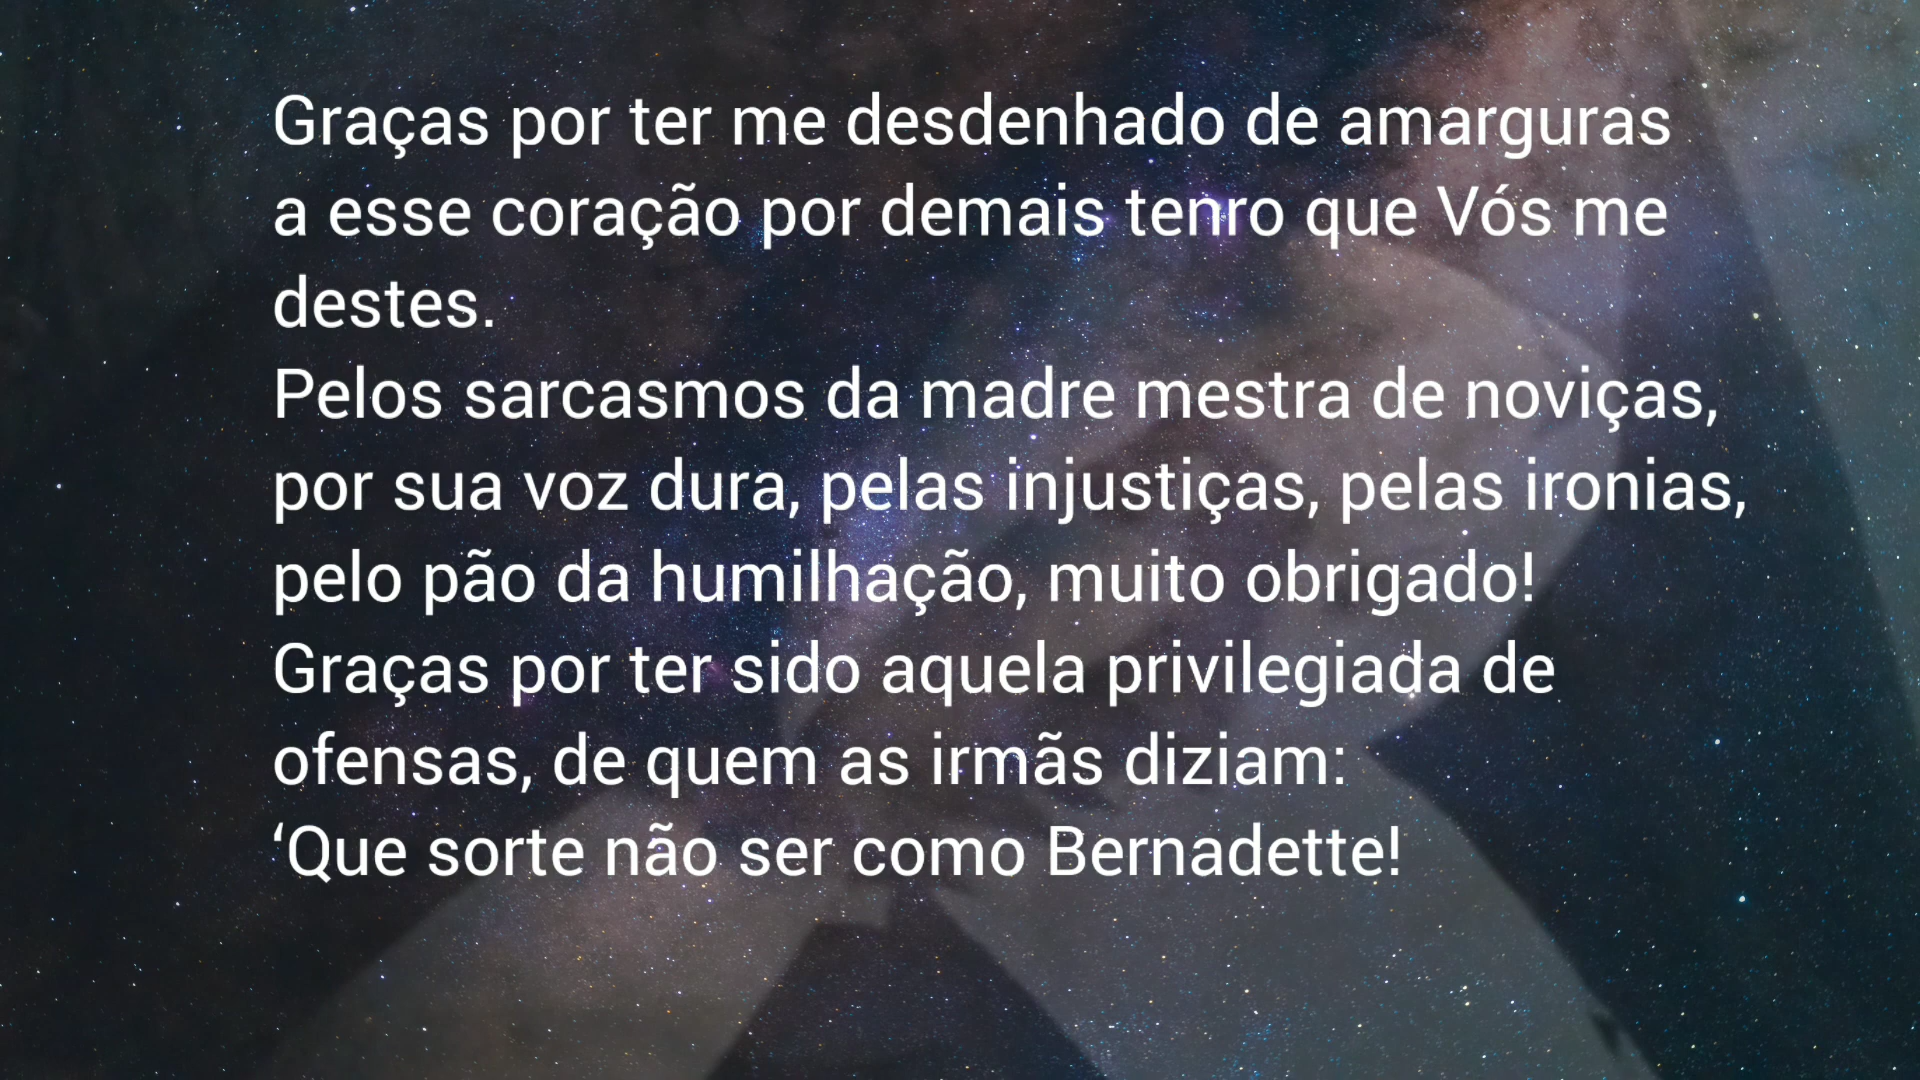 Graças por ter me desdenhado de amarguras
a esse coração por demais tenro que Vós me
destes.
Pelos sarcasmos da madre mestra de noviças,
por sua voz dura, pelas injustiças, pelas ironias,
pelo pão da humilhação, muito obrigado!
Graças por ter sido aquela privilegiada de
ofensas, de quem as irmãs diziam:
‘Que sorte não ser como Bernadette!